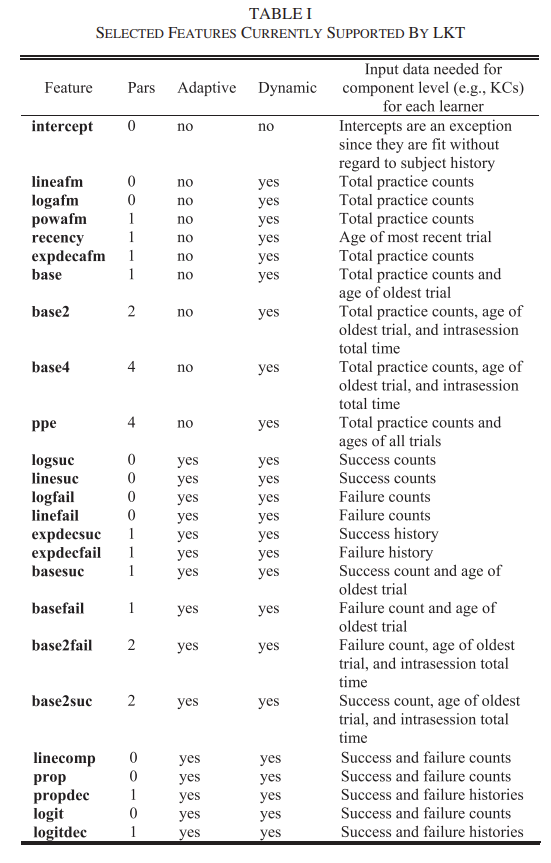 TABLE I
SELECTED FEATURES CURRENTLY SUPPORTED BY LKT
Feature Pars Adaptive Dynamic Input data needed for component level (e.g., KCs) for each learner
intercept 0 no no Intercepts are an exception
since they are fit without
regard to subject history
lineafm 0 no yes Total practice counts
logafm 0 no yes Total practice counts
powafm 1 no yes Total practice counts
recency 1 no yes Age of most recent trial
expdecafm 1 no yes Total practice counts
base 1 no yes Total practice counts and
age of oldest trial
base2 2 no yes Total practice counts, age of
oldest trial, and intrasession
total time
base4 4 no yes Total practice counts, age of
oldest trial, and intrasession
total time
ppe 4 no yes Total practice counts and
ages of all trials
logsuc 0 yes yes Success counts
linesuc 0 yes yes Success counts
logfail 0 yes yes Failure counts
linefail 0 yes yes Failure counts
expdecsuc 1 yes yes Success history
expdecfail 1 yes yes Failure history
basesuc 1 yes yes Success count and age of
oldest trial
basefail 1 yes yes Failure count and age of
oldest trial
base2fail 2 yes yes Failure count, age of oldest
trial, and intrasession total
time
base2suc 2 yes yes Success count, age of oldest
trial, and intrasession total
time
linecomp 0 yes yes Success and failure counts
prop 0 yes yes Success and failure counts
propdec 1 yes yes Success and failure histories
logit 0 yes yes Success and failure counts
logitdec 1 yes yes Success and failure histories